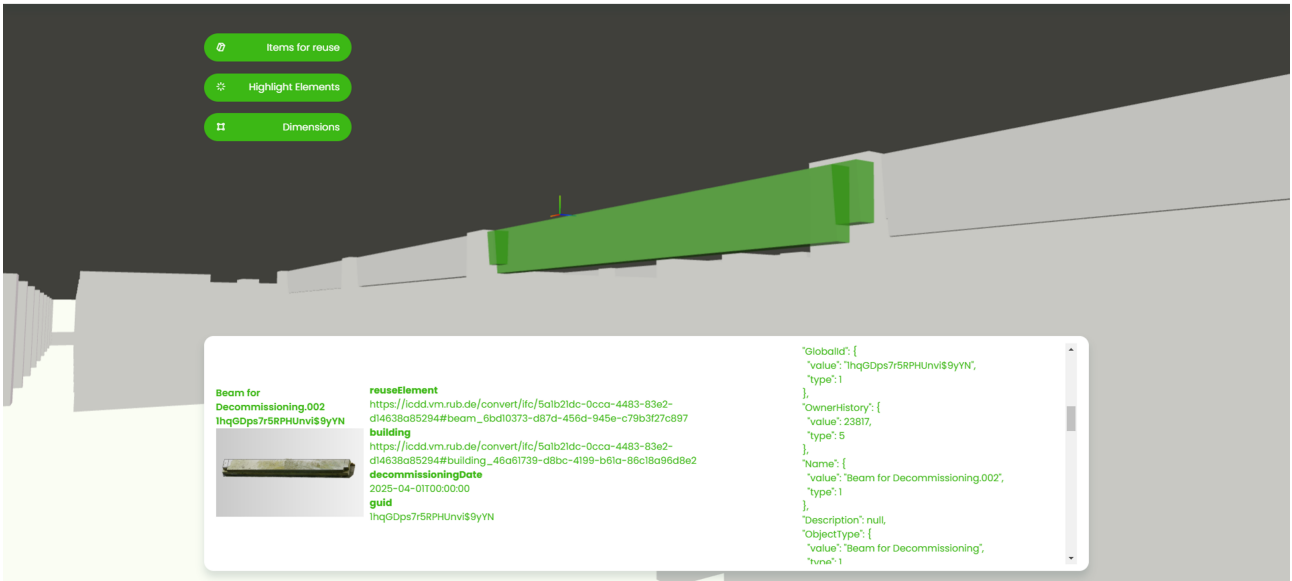 Items for reuse
Highlight Elements
Dimensions
Beam for
Decommissioning.002
1hqGDps7r5RPHUnvi$9yYN
reuseElement
https://icdd.vm.rub.de/convert/ifc/5a1b21dc-0cca-4483-83e2-
d14638a85294#beam_6bd10373-d87d-456d-945e-c79b3f27c897
building
https://icdd.vm.rub.de/convert/ifc/5a1b21dc-0cca-4483-83e2-
d14638a85294#building_46a61739-d8bc-4199-b61a-86c18a96d8e2
decommissioningDate
2025-04-01T00:00:00
guid
1hqGDps7r5RPHUnvi$9yYN
"GlobalId": {
"value": "1hqGDps7r5RPHUnvi$9yYN",
"type": 1
},
"OwnerHistory": {
"value": 23817,
"type": 5
},
"Name": {
"value": "Beam for Decommissioning.002",
"type": 1
},
"Description": null,
"ObjectType": {
"value": "Beam for Decommissioning",
"type": 1